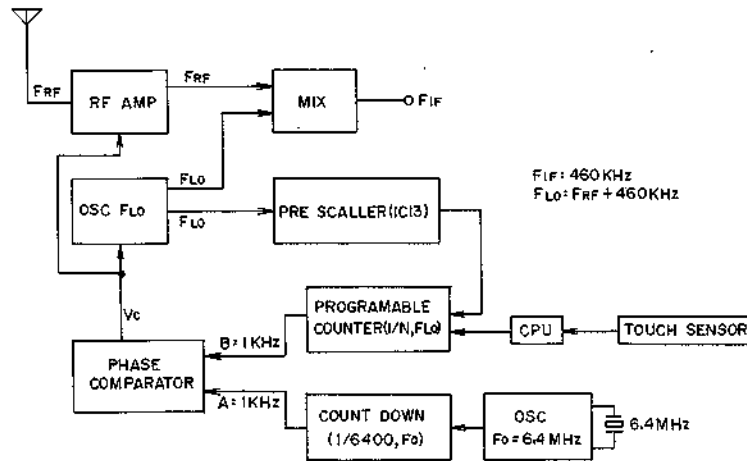 FRF
RF AMP
FRF
MIX
FIF
FLO
OSC FLO
FLO
PRE SCALLER(IC13)
FIF= 460KHz
FLO= FRF+460KHz
VC
B=1KHz
PROGRAMABLE
COUNTER(1/N,FLO)
CPU
TOUCH SENSOR
PHASE
COMPARATOR
A=1KHz
COUNT DOWN
(1/6400,FO)
OSC
FO=6.4MHz
6.4MHz